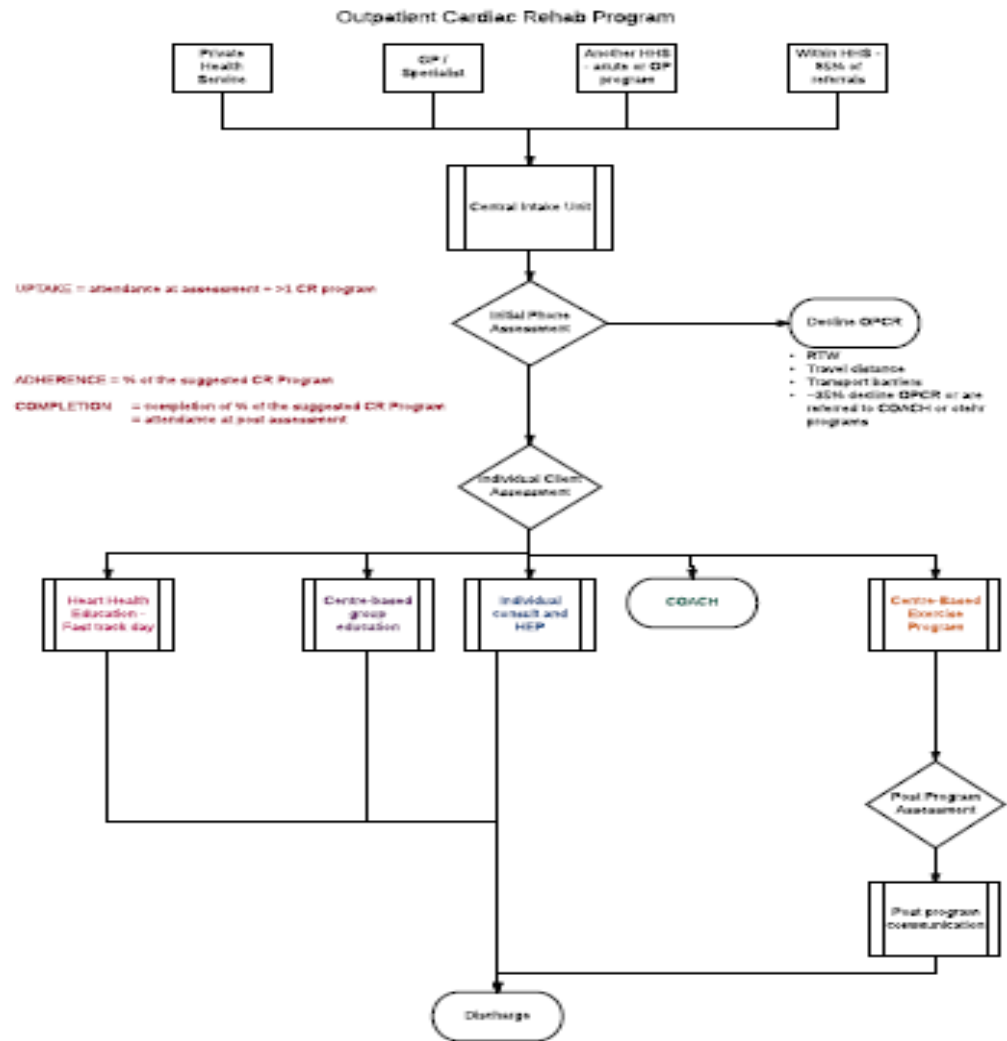 Outpatient Cardiac Rehab Program
Private
Health
Service
GP /
Specialist
Another HHS
- acute or OP
program
Within HHS -
95% of
referrals
Central Intake Unit
UPTAKE = attendance at assessment + >1 CR program
Initial Phone
Assessment
Decline OPCR
• RTW
• Travel distance
• Transport barriers
• ~35% decline OPCR or are
referred to COACH or otehr
programs
ADHERENCE = % of the suggested CR Program
COMPLETION = completion of % of the suggested CR Program
= attendance at post assessment
Individual Client
Assessment
Heart Health
Education -
Fast track day
Centre-based
group
education
Individual
consult and
HEP
COACH
Centre-Based
Exercise
Program
Post Program
Assessment
Post program
communication
Discharge